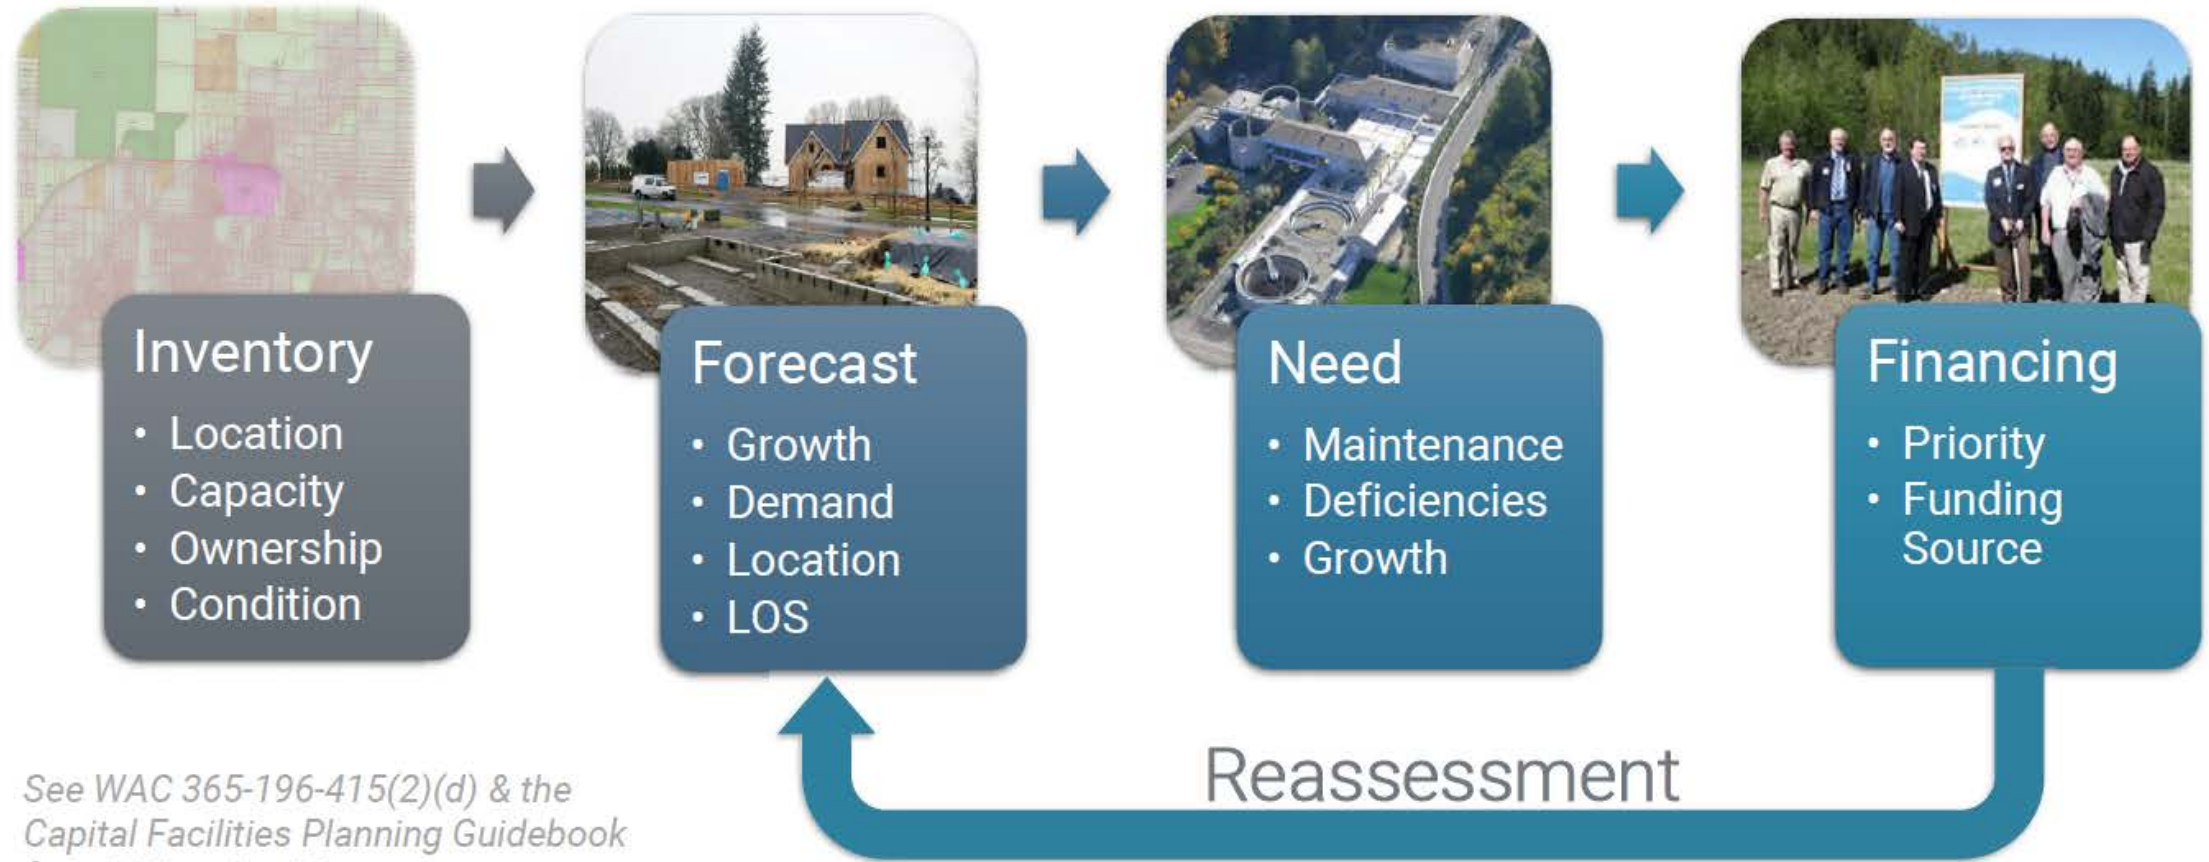 Inventory
• Location
• Capacity
• Ownership
• Condition
Forecast
• Growth
• Demand
• Location
• LOS
Need
• Maintenance
• Deficiencies
• Growth
Financing
• Priority
• Funding
Source
Reassessment
See WAC 365-196-415(2)(d) & the
Capital Facilities Planning Guidebook